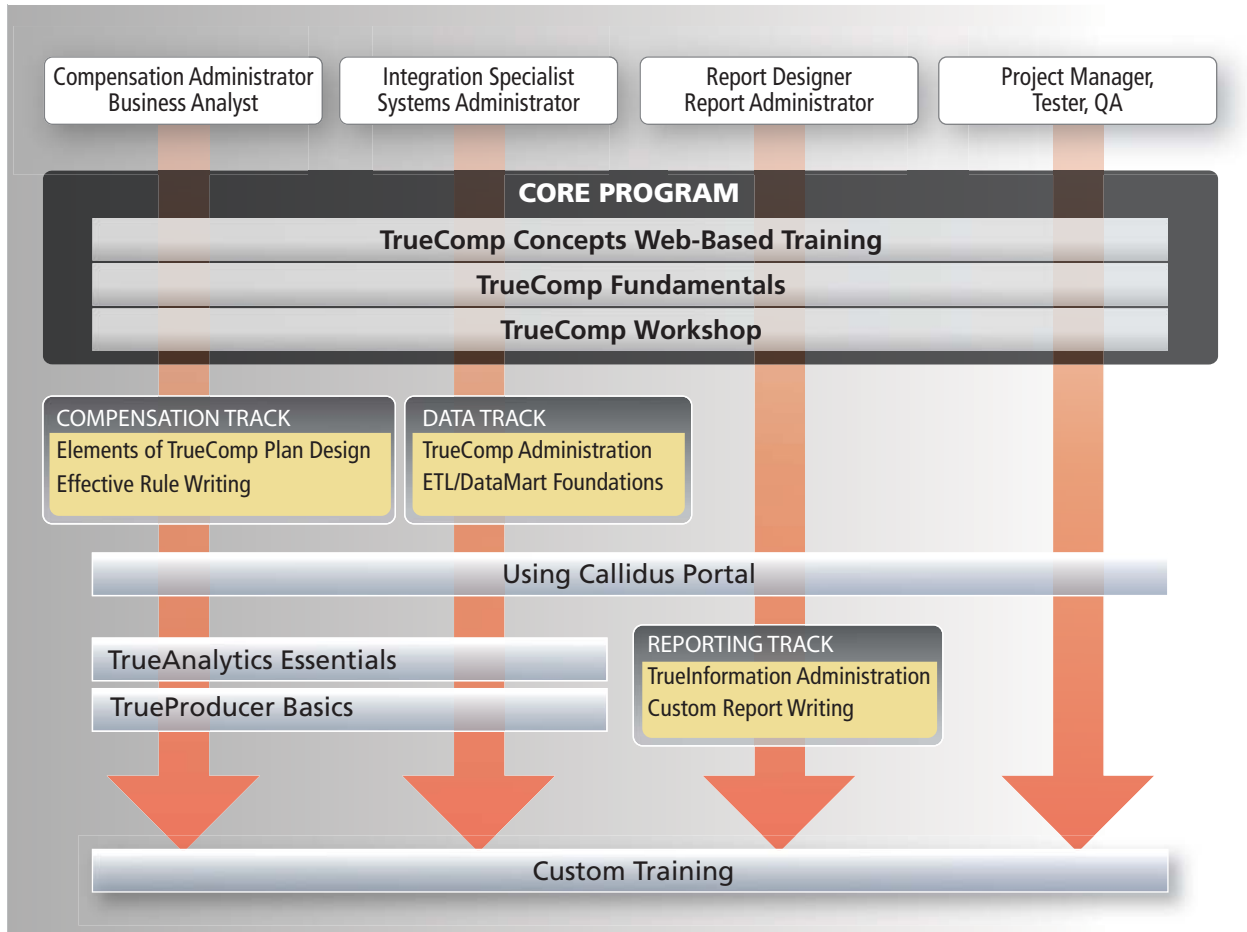 Compensation Administrator
Business Analyst
Integration Specialist
Systems Administrator
Report Designer
Report Administrator
Project Manager,
Tester, QA
CORE PROGRAM
TrueComp Concepts Web-Based Training
TrueComp Fundamentals
TrueComp Workshop
COMPENSATION TRACK
Elements of TrueComp Plan Design
Effective Rule Writing
DATA TRACK
TrueComp Administration
ETL/DataMart Foundations
Using Callidus Portal
TrueAnalytics Essentials
TrueProducer Basics
REPORTING TRACK
TrueInformation Administration
Custom Report Writing
Custom Training